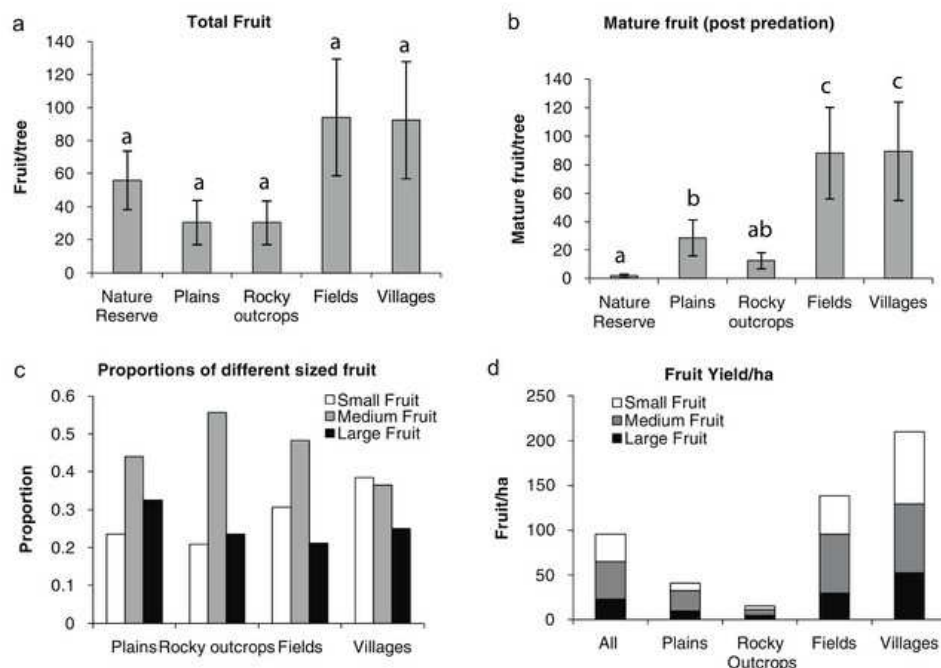 a
Total Fruit
140
120
100
80
60
40
20
0
Fruit/tree
a
a
a
a
a
Nature Reserve
Plains
Rocky outcrops
Fields
Villages
b
Mature fruit (post predation)
140
120
100
80
60
40
20
0
Mature fruit/tree
a
b
ab
c
c
Nature Reserve
Plains
Rocky outcrops
Fields
Villages
c
Proportions of different sized fruit
0.6
0.5
0.4
0.3
0.2
0.1
0
Proportion
Small Fruit
Medium Fruit
Large Fruit
Plains
Rocky outcrops
Fields
Villages
d
Fruit Yield/ha
250
200
150
100
50
0
Fruit/ha
Small Fruit
Medium Fruit
Large Fruit
All
Plains
Rocky Outcrops
Fields
Villages